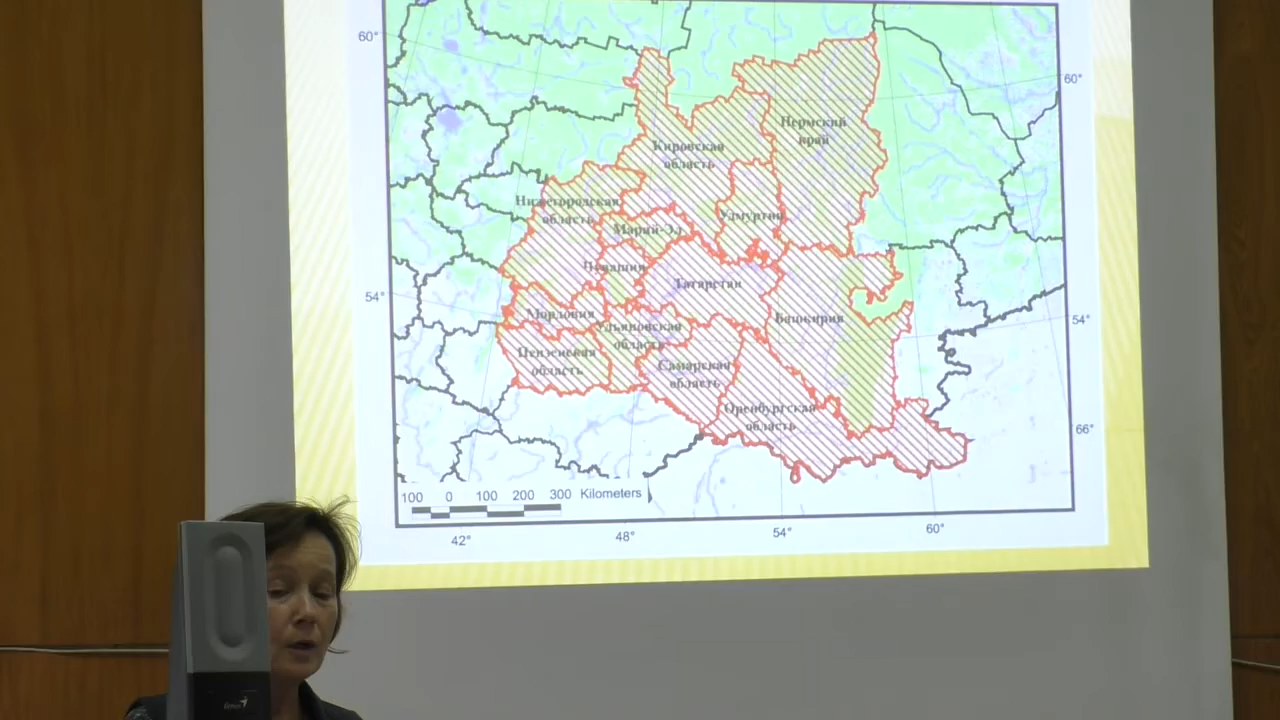 60°
60°
Пермский
край
Кировская
область
Нижегородская
область
Удмуртия
Марий-Эл
Чувашия
Татарстан
54°
54°
Мордовия
Ульяновская
область
Башкирия
Пензенская
область
Самарская
область
Оренбургская
область
66°
100 0 100 200 300 Kilometers
42°
48°
54°
60°
Genius